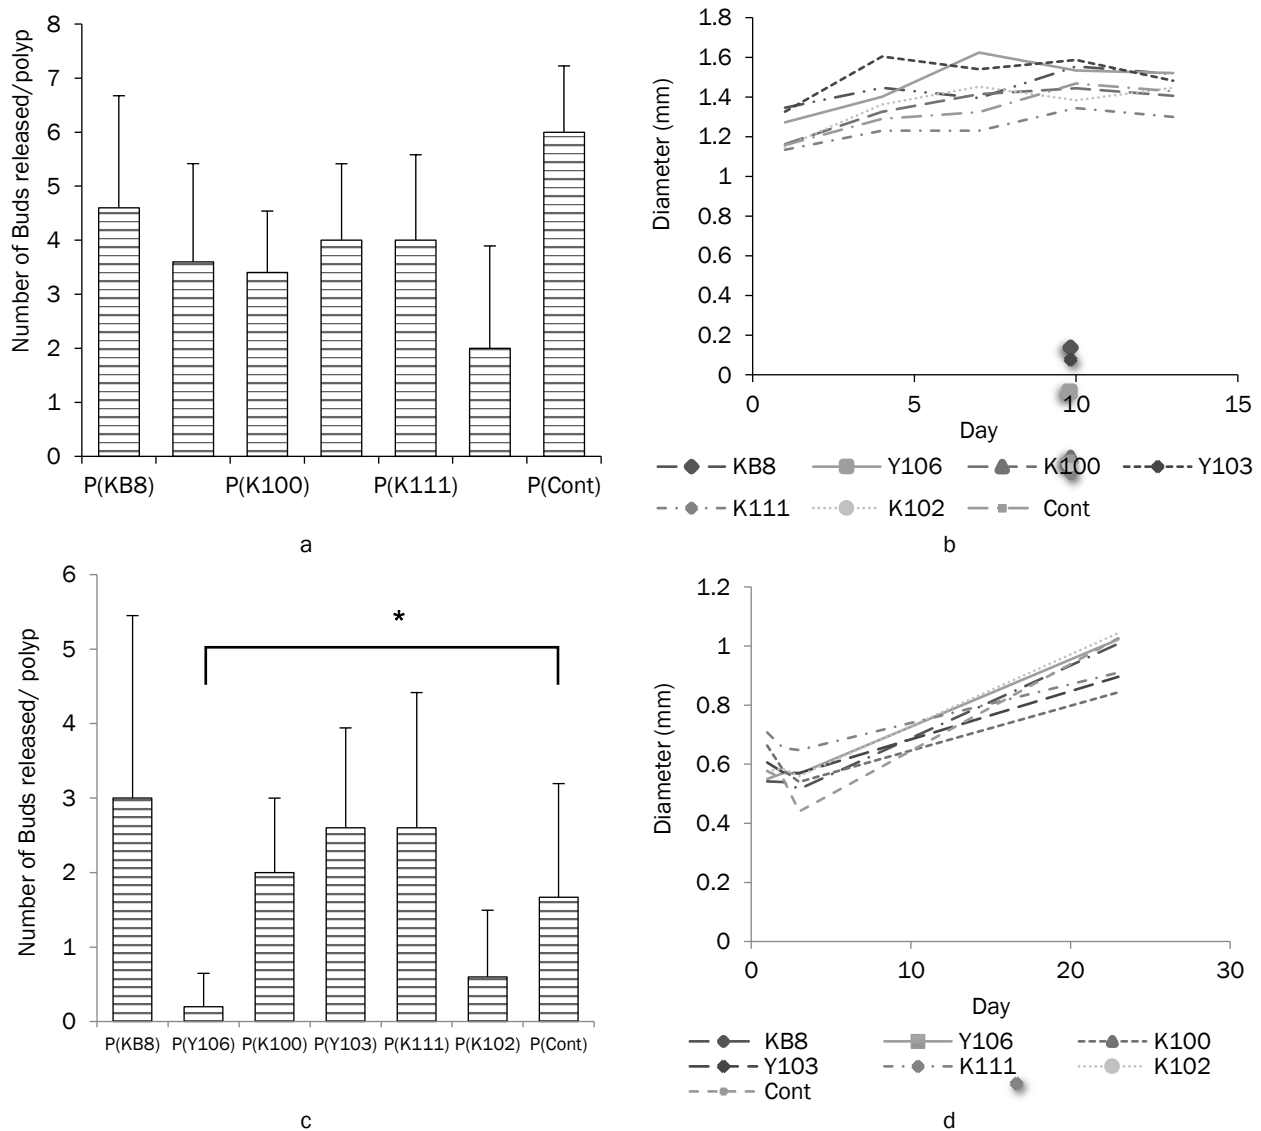 Number of Buds released/polyp
8
7
6
5
4
3
2
1
0
P(KB8) P(K100) P(K111) P(Cont)
a
Diameter (mm)
1.8
1.6
1.4
1.2
1
0.8
0.6
0.4
0.2
0
0 5 10 15
Day
KB8 Y106 K100 Y103
K111 K102 Cont
b
Number of Buds released/ polyp
6
5
4
3
2
1
0
*
P(KB8) P(Y106) P(K100) P(Y103) P(K111) P(K102) P(Cont)
c
Diameter (mm)
1.2
1
0.8
0.6
0.4
0.2
0
0 10 20 30
Day
KB8 Y106 K100
Y103 K111 K102
Cont
d